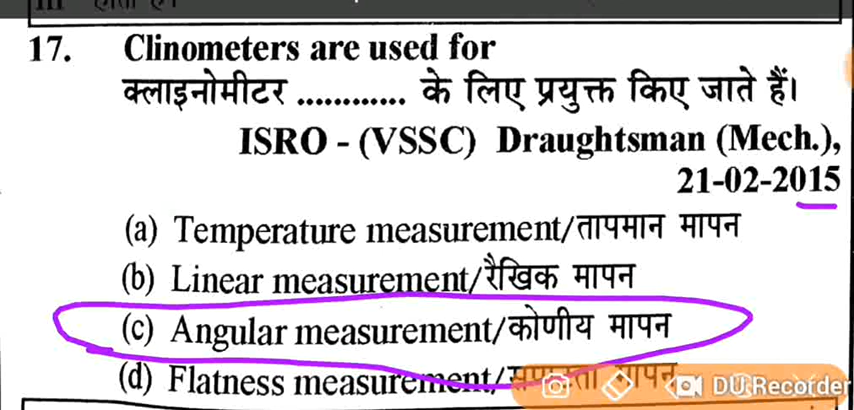 17. Clinometers are used for
क्लाइनोमीटर ............. के लिए प्रयुक्त किए जाते हैं।
ISRO - (VSSC) Draughtsman (Mech.),
21-02-2015
(a) Temperature measurement/तापमान मापन
(b) Linear measurement/रैखिक मापन
(c) Angular measurement/कोणीय मापन
(d) Flatness measurement/ मापन
DU Recorder